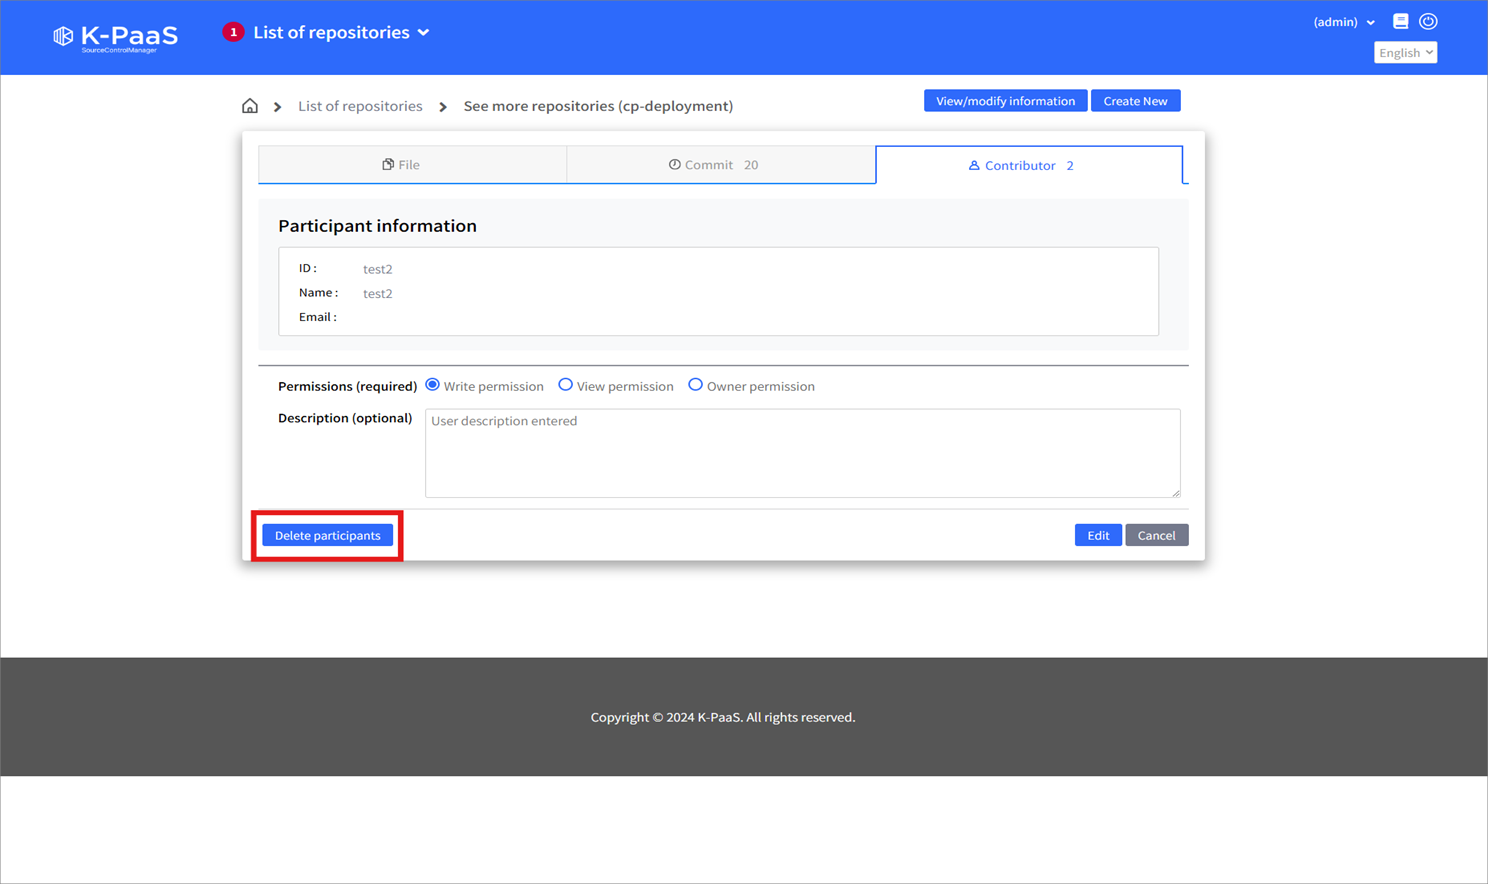 K-PaaS
SourceControlManager
1 List of repositories
(admin)
English
List of repositories See more repositories (cp-deployment)
View/modify information Create New
File Commit 20 Contributor 2
Participant information
ID : test2
Name : test2
Email :
Permissions (required) Write permission View permission Owner permission
Description (optional) User description entered
Delete participants Edit Cancel
Copyright © 2024 K-PaaS. All rights reserved.